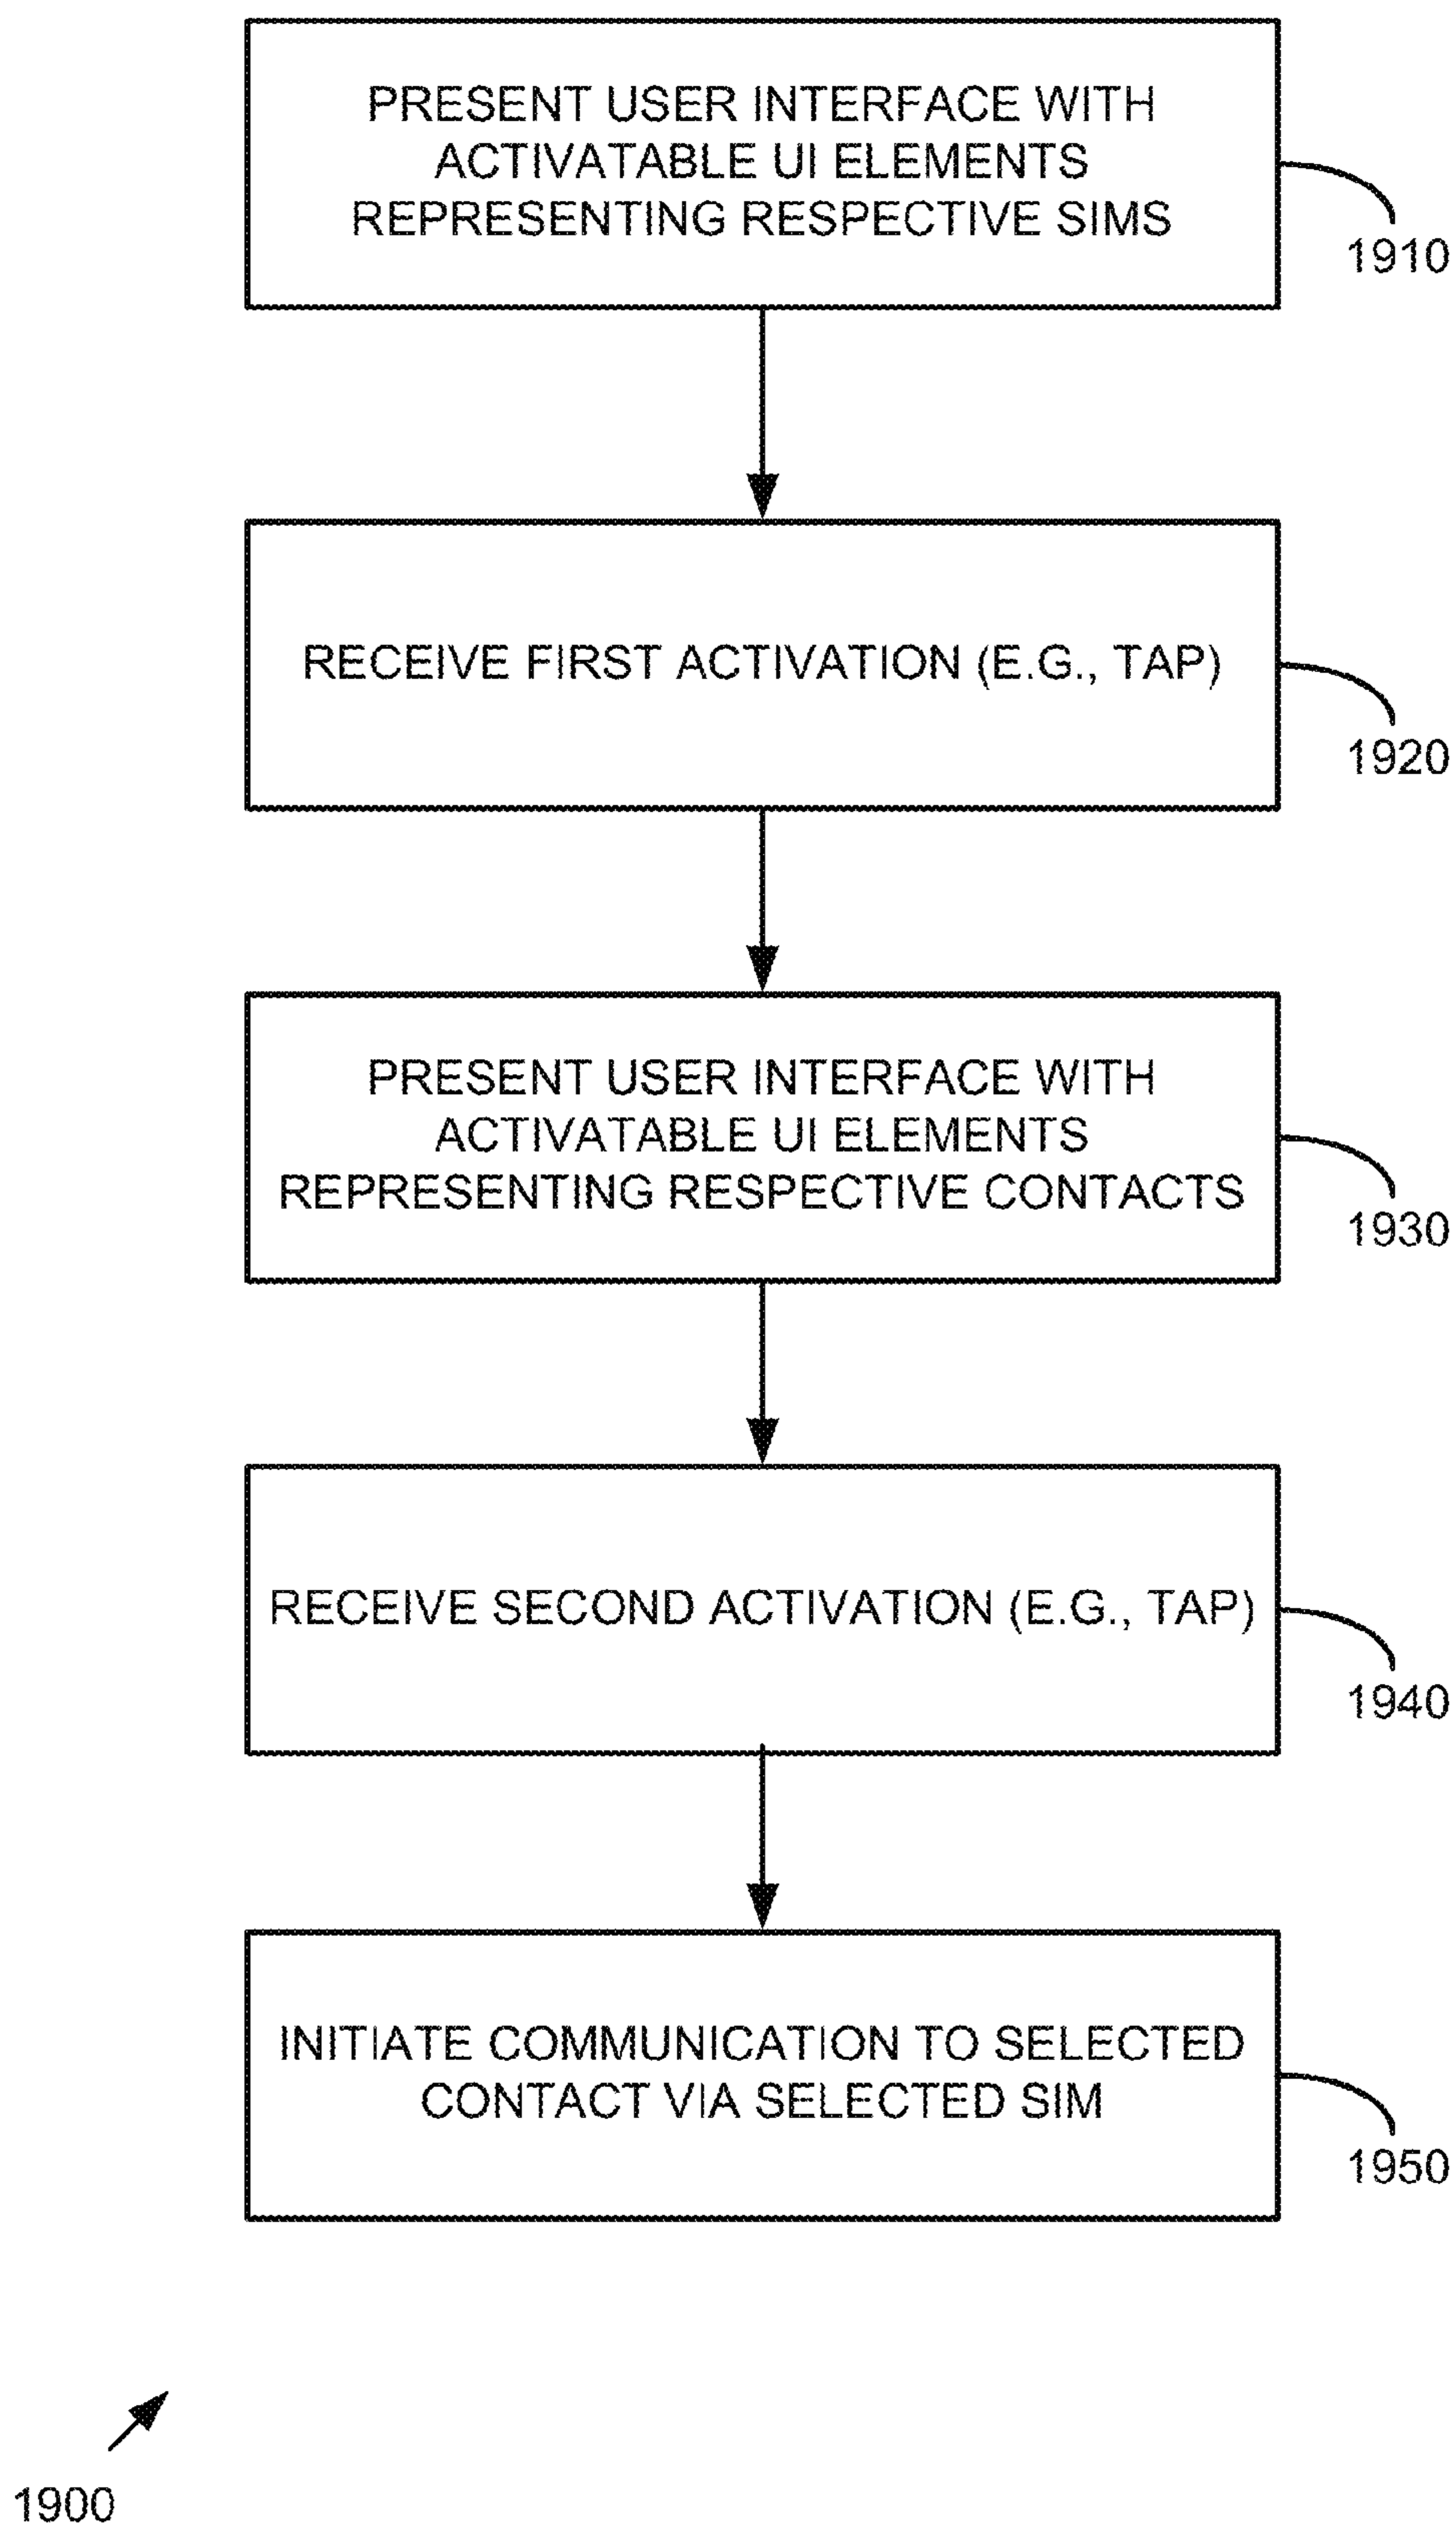 PRESENT USER INTERFACE WITH
ACTIVATABLE UI ELEMENTS
REPRESENTING RESPECTIVE SIMS
1910
RECEIVE FIRST ACTIVATION (E.G., TAP)
1920
PRESENT USER INTERFACE WITH
ACTIVATABLE UI ELEMENTS
REPRESENTING RESPECTIVE CONTACTS
1930
RECEIVE SECOND ACTIVATION (E.G., TAP)
1940
INITIATE COMMUNICATION TO SELECTED
CONTACT VIA SELECTED SIM
1950
1900